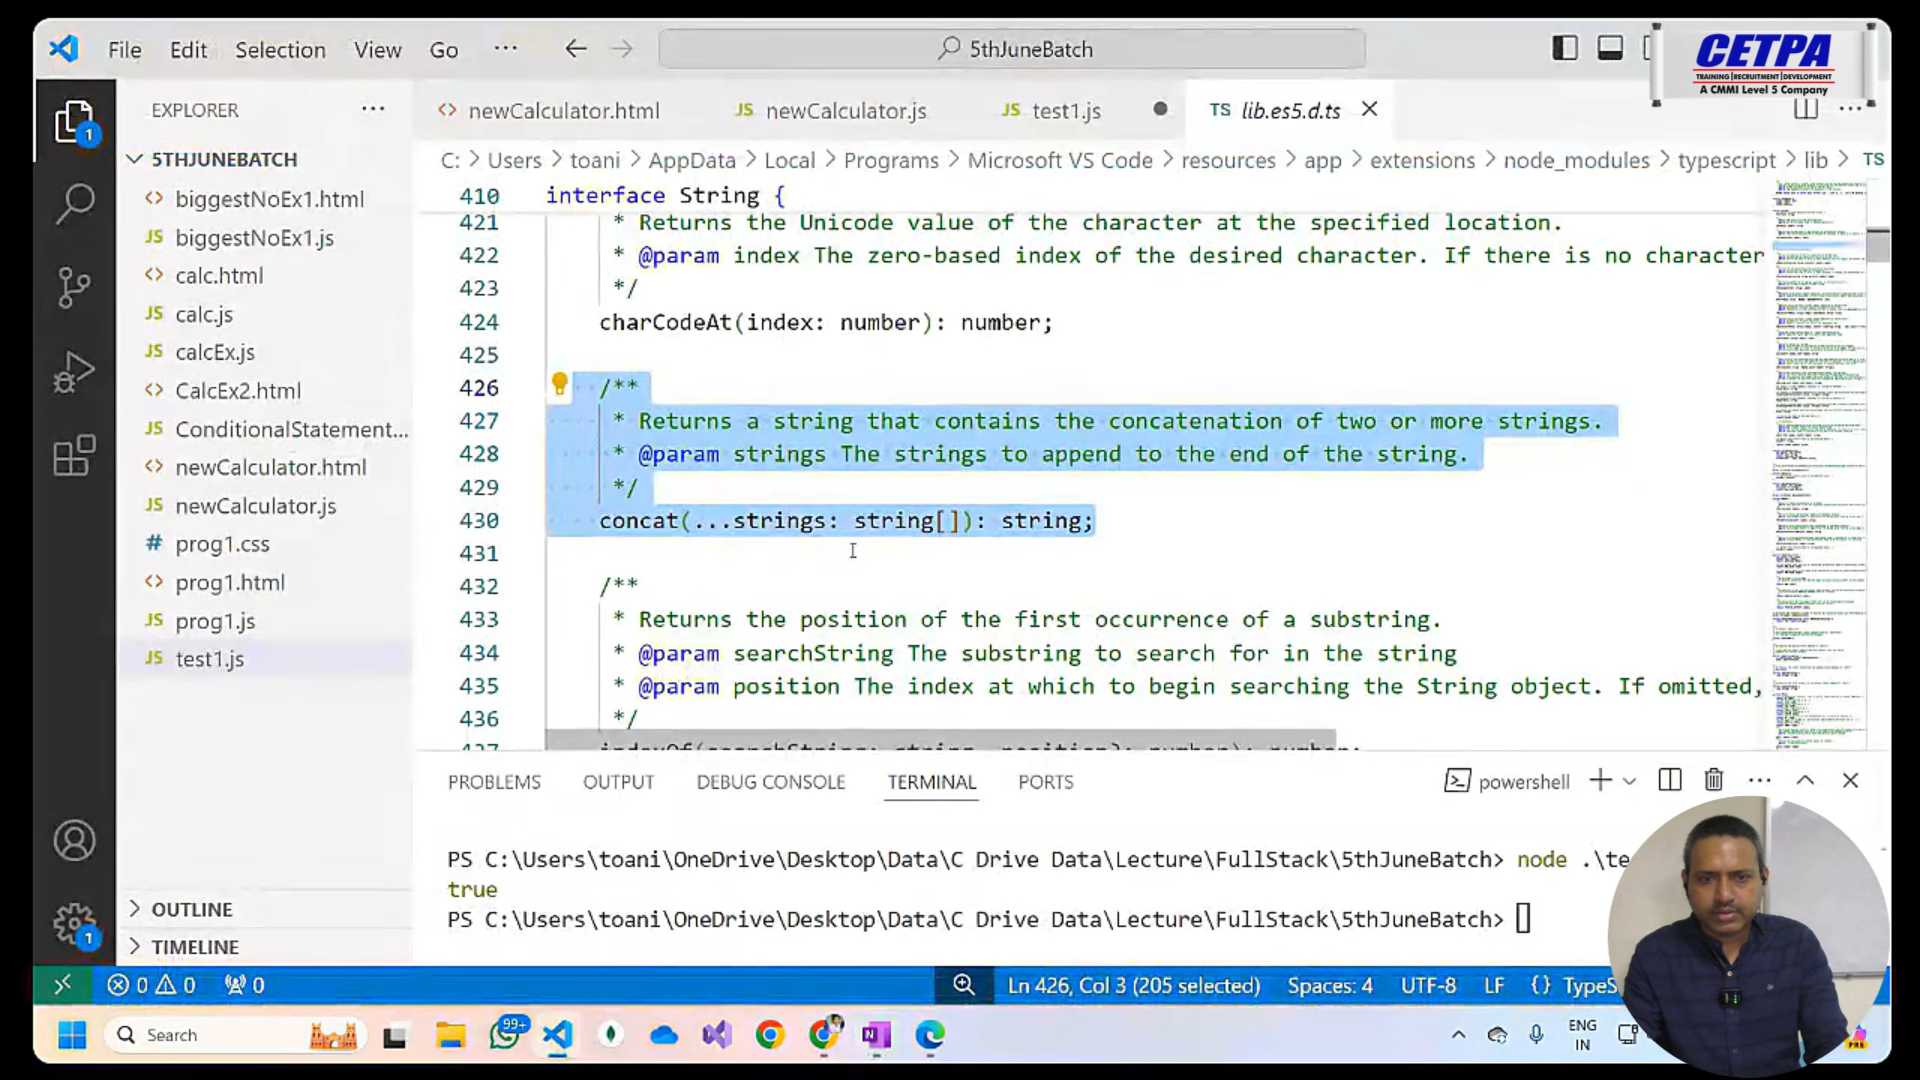 File Edit Selection View Go ··· 5thJuneBatch
CETPA
TRAINING|RECRUITMENT|DEVELOPMENT
A CMMI Level 5 Company
EXPLORER ···
newCalculator.html
JS newCalculator.js
JS test1.js
TS lib.es5.d.ts
5THJUNEBATCH
C: > Users > toani > AppData > Local > Programs > Microsoft VS Code > resources > app > extensions > node_modules > typescript > lib > TS
410 interface String {
421 * Returns the Unicode value of the character at the specified location.
422 * @param index The zero-based index of the desired character. If there is no character
423 */
424 charCodeAt(index: number): number;
425
426 /**
427 * Returns a string that contains the concatenation of two or more strings.
428 * @param strings The strings to append to the end of the string.
429 */
430 concat(...strings: string[]): string;
431
432 /**
433 * Returns the position of the first occurrence of a substring.
434 * @param searchString The substring to search for in the string
435 * @param position The index at which to begin searching the String object. If omitted,
436 */
<> biggestNoEx1.html
JS biggestNoEx1.js
<> calc.html
JS calc.js
JS calcEx.js
<> CalcEx2.html
JS ConditionalStatement...
<> newCalculator.html
JS newCalculator.js
# prog1.css
<> prog1.html
JS prog1.js
JS test1.js
OUTLINE
TIMELINE
PROBLEMS OUTPUT DEBUG CONSOLE TERMINAL PORTS
powershell
PS C:\Users\toani\OneDrive\Desktop\Data\C Drive Data\Lecture\FullStack\5thJuneBatch> node .\te
true
PS C:\Users\toani\OneDrive\Desktop\Data\C Drive Data\Lecture\FullStack\5thJuneBatch>
1
1
0 0 0
Ln 426, Col 3 (205 selected) Spaces: 4 UTF-8 LF {} TypeS
Search
99+
ENG
IN
PRE